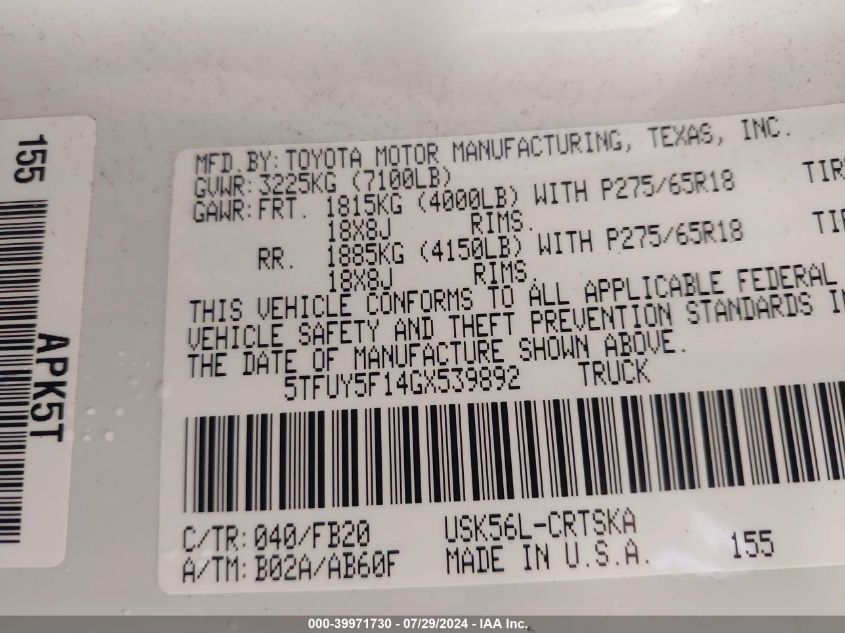 155
APK5T
MFD.BY:TOYOTA MOTOR MANUFACTURING, TEXAS, INC.
GVWR:3225KG (7100LB)
GAWR:FRT. 1815KG (4000LB) WITH P275/65R18 TIR
18X8J RIMS.
RR. 1885KG (4150LB) WITH P275/65R18 TI
18X8J RIMS.
THIS VEHICLE CONFORMS TO ALL APPLICABLE FEDERAL
VEHICLE SAFETY AND THEFT PREVENTION STANDARDS I
THE DATE OF MANUFACTURE SHOWN ABOVE.
5TFUY5F14GX539892 TRUCK
C/TR:040/FB20 USK56L-CRTSKA
A/TM:B02A/AB60F MADE IN U.S.A. 155
000-39971730 - 07/29/2024 - IAA Inc.